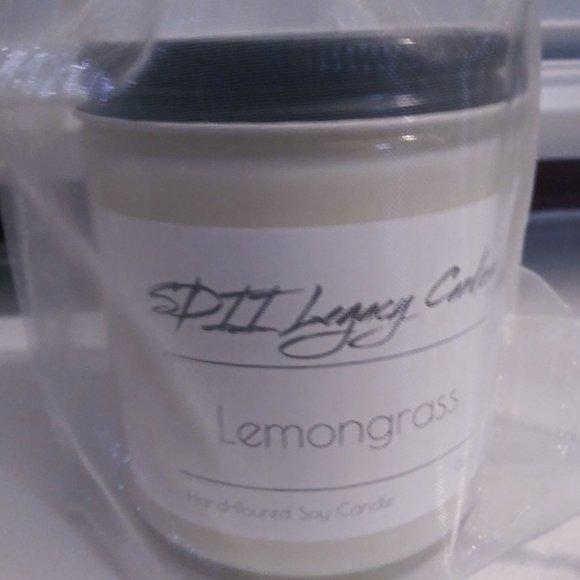 SPII Legacy
Lemongrass
Hand-Poured Soy Candle